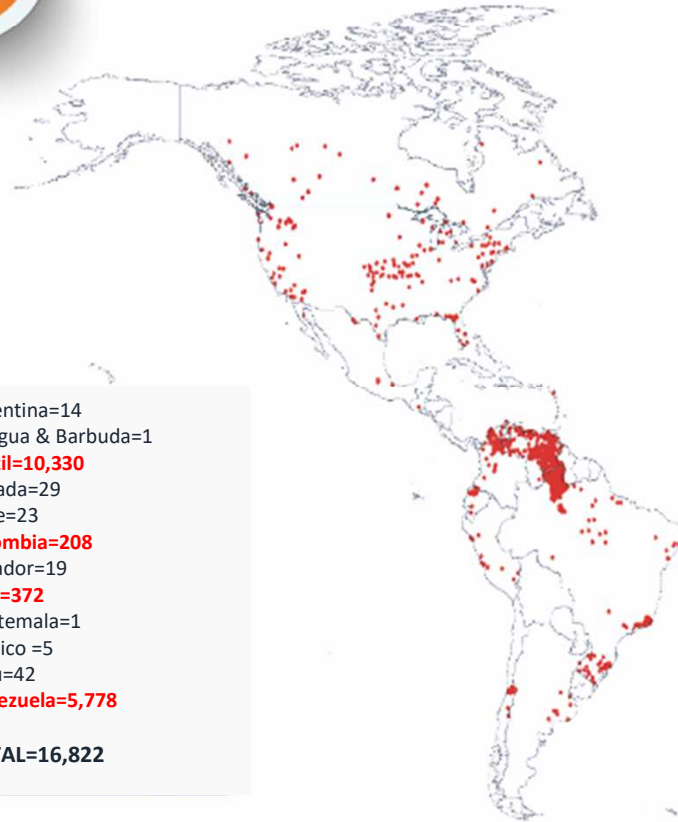 entina=14
gua & Barbuda=1
il=10,330
ada=29
e=23
ombia=208
ador=19
=372
temala=1
ico =5
=42
ezuela=5,778
AL=16,822